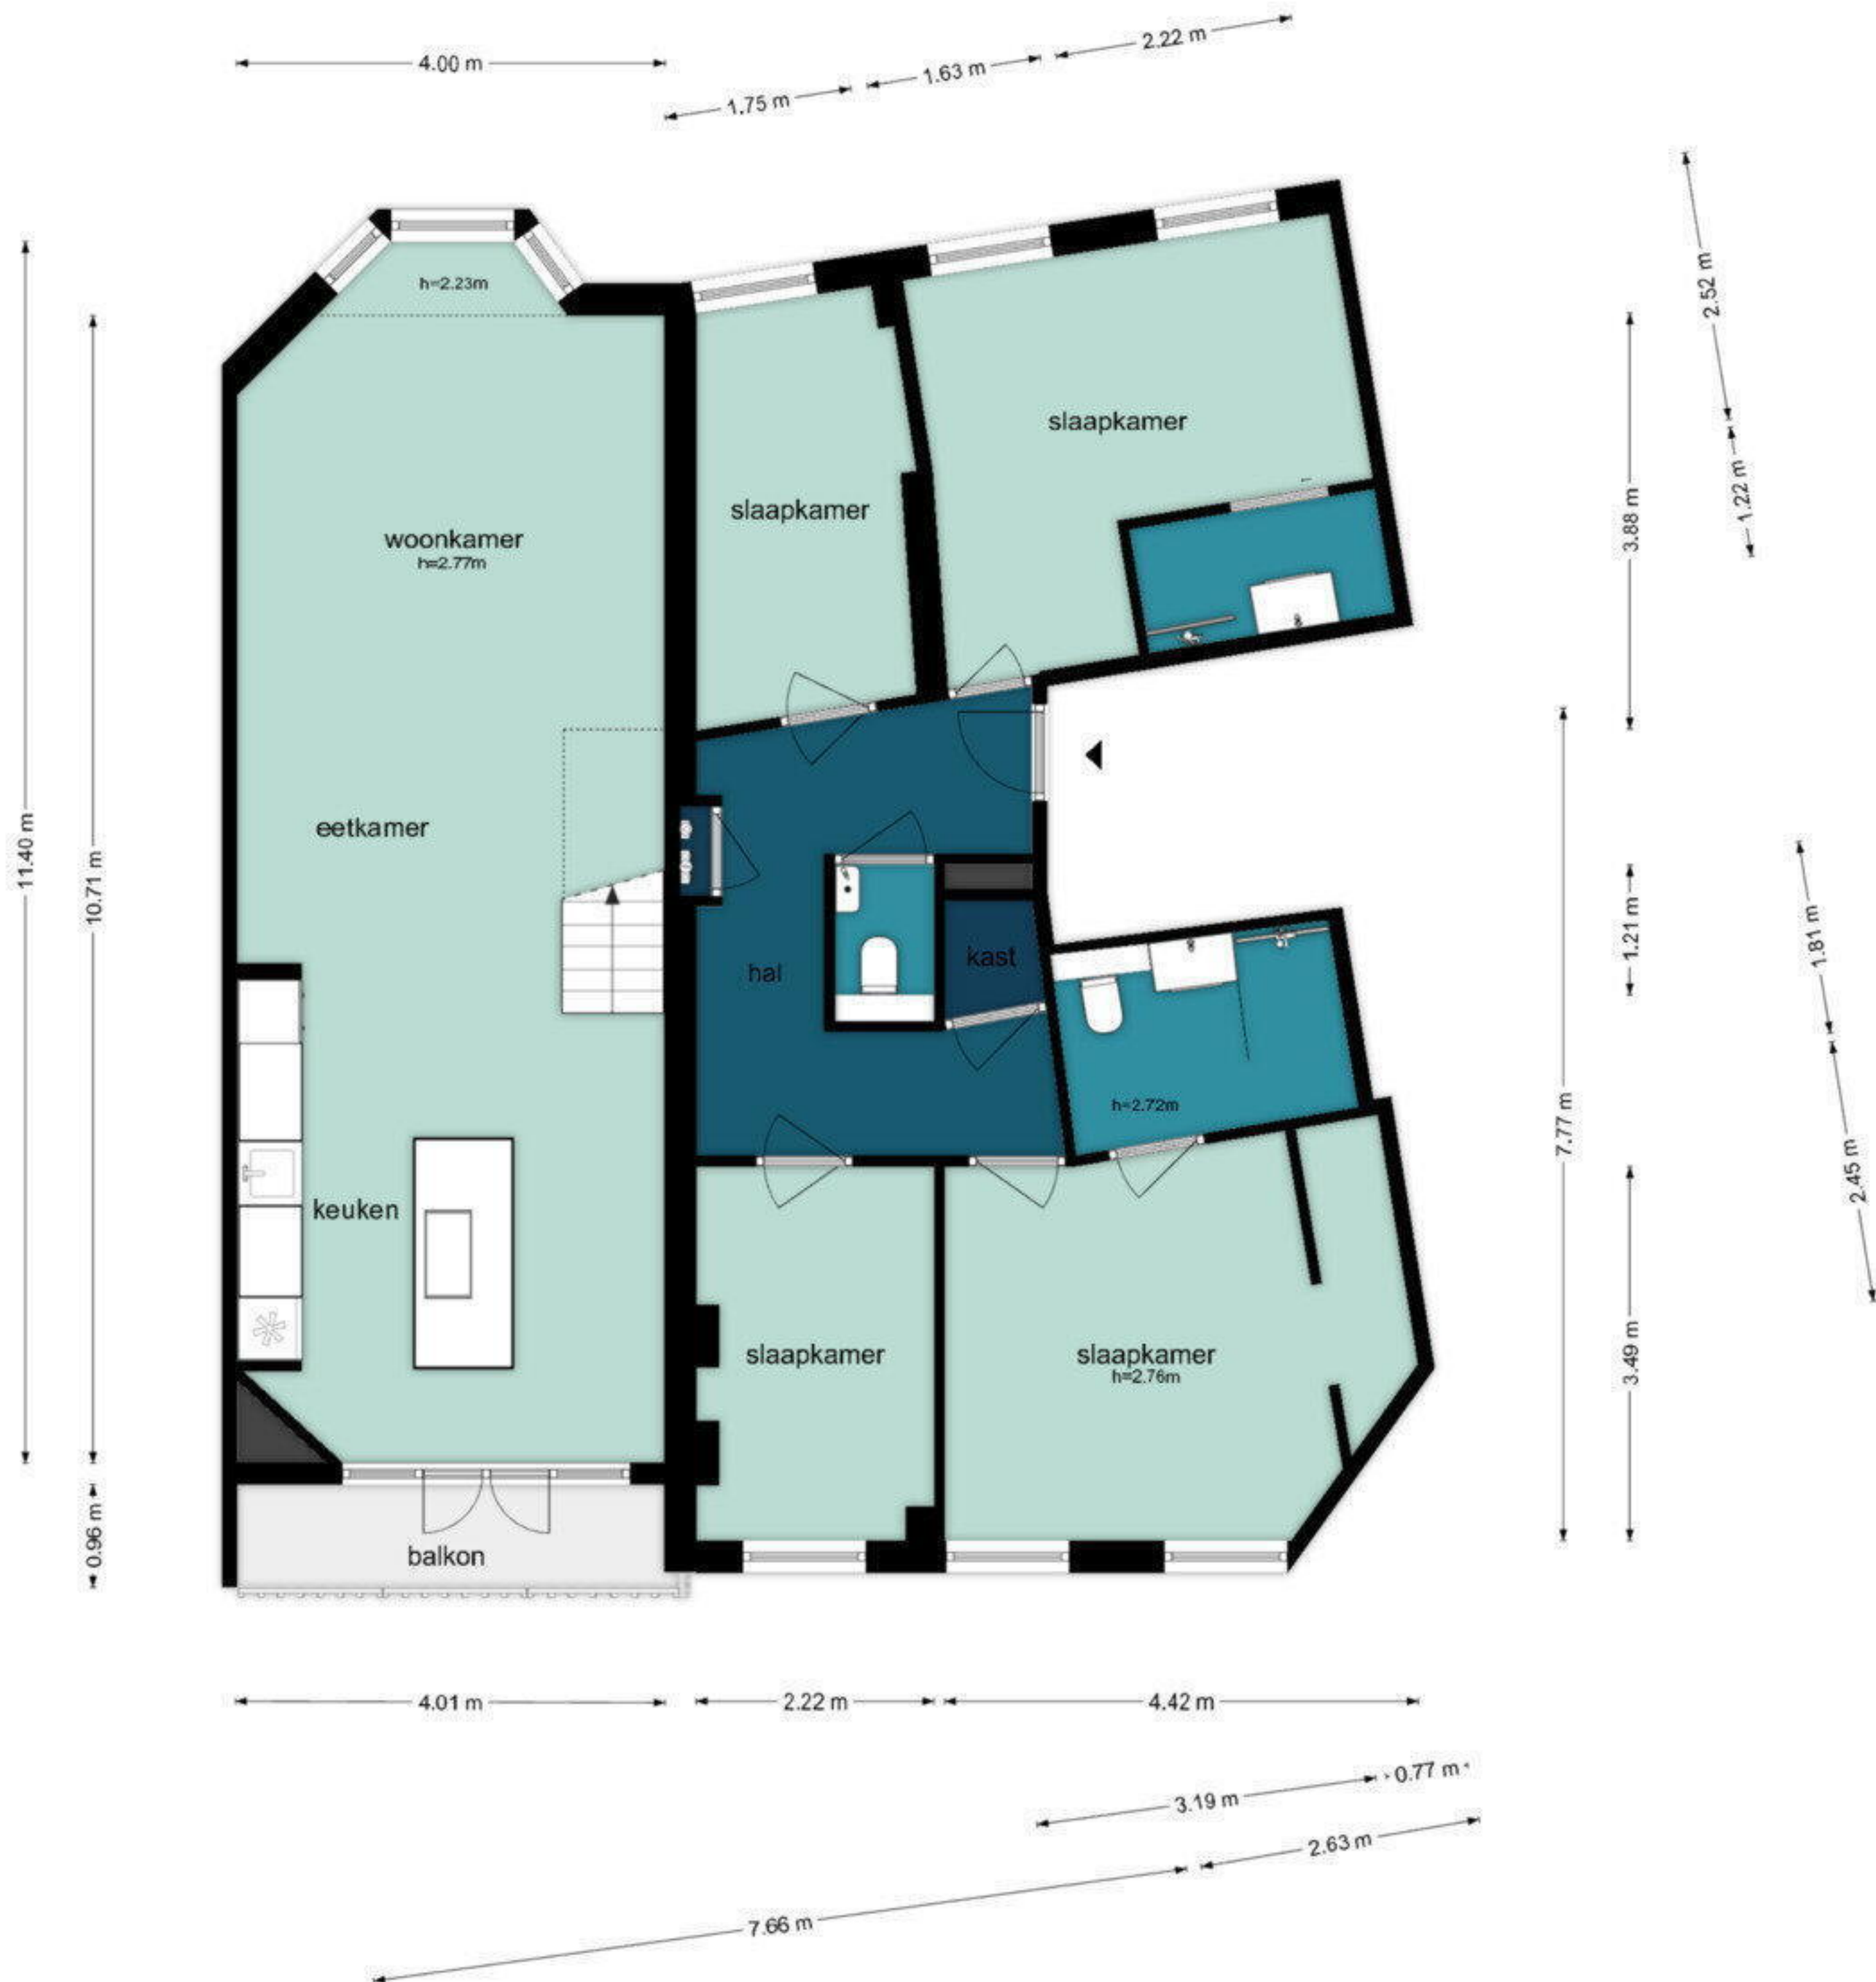 2.22 m
4.00 m
1.63 m
1.75 m
h=2.23m
2.52 m
slaapkamer
1.22 m
slaapkamer
3.88 m
woonkamer
h=2.77m
eetkamer
11.40 m
10.71 m
1.21 m
1.81 m
hal
kast
h=2.72m
7.77 m
2.45 m
keuken
slaapkamer
slaapkamer
h=2.76m
3.49 m
0.96 m
balkon
4.01 m
2.22 m
4.42 m
0.77 m
3.19 m
2.63 m
7.66 m